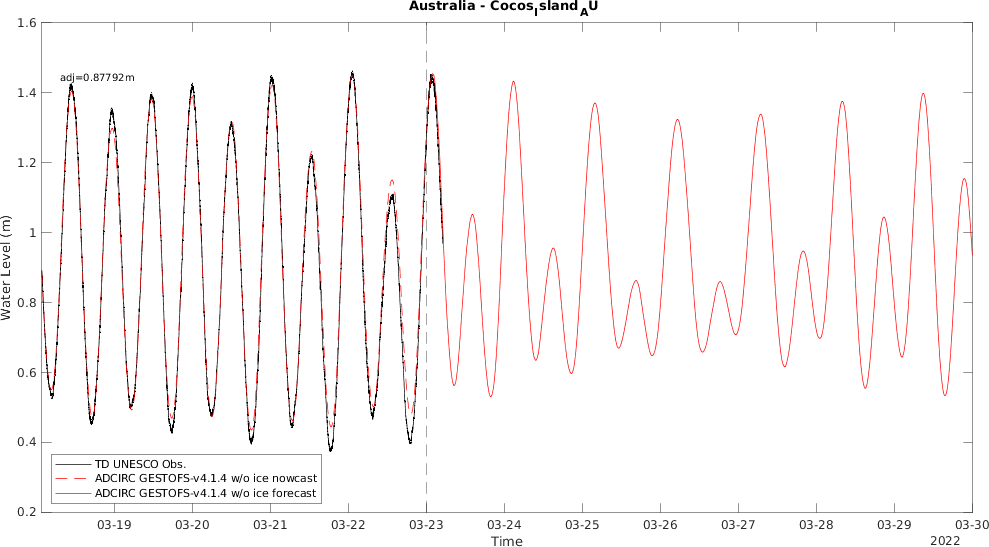 Australia - Cocos_Island_AU
adj=0.87792m
1.6
1.4
1.2
1
0.8
0.6
0.4
0.2
Water Level (m)
TD UNESCO Obs.
ADCIRC GESTOFS-v4.1.4 w/o ice nowcast
ADCIRC GESTOFS-v4.1.4 w/o ice forecast
03-19 03-20 03-21 03-22 03-23 03-24 03-25 03-26 03-27 03-28 03-29 03-30
Time
2022